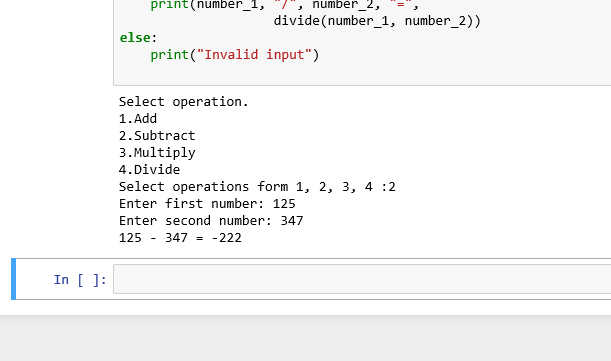 print(number_1, "/", number_2, "=",
divide(number_1, number_2))
else:
print("Invalid input")
Select operation.
1.Add
2.Subtract
3.Multiply
4.Divide
Select operations form 1, 2, 3, 4 :2
Enter first number: 125
Enter second number: 347
125 - 347 = -222
In [ ]: